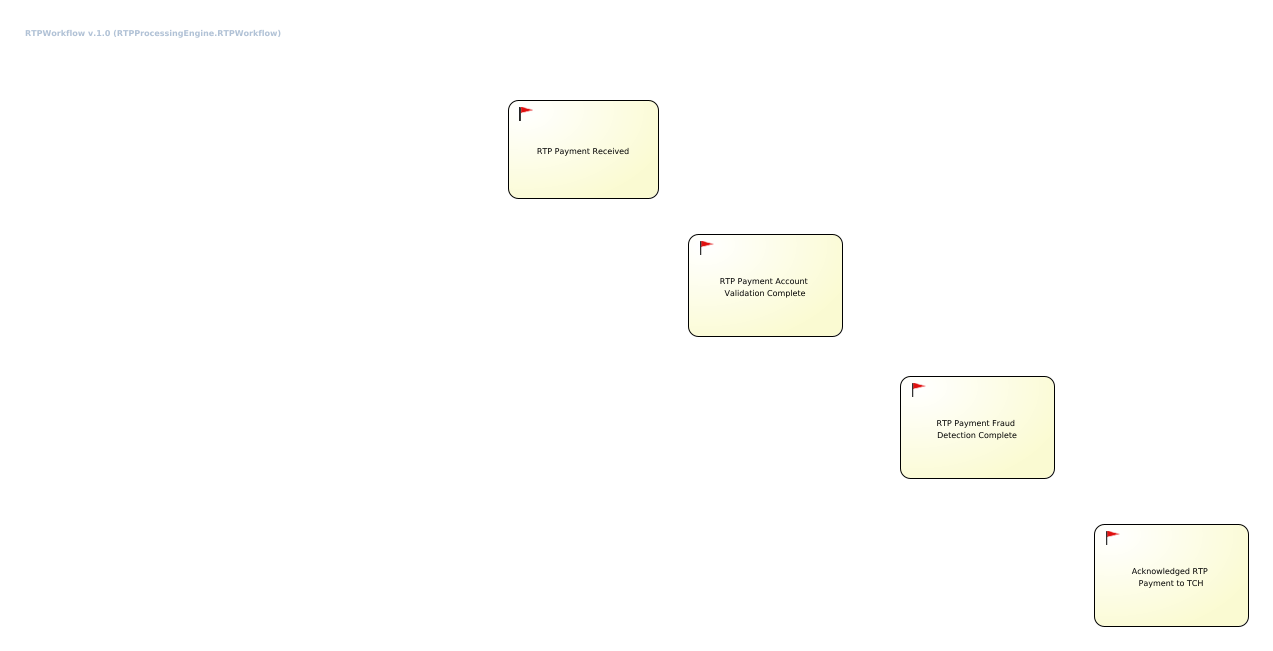 RTPWorkflow v.1.0 (RTPProcessingEngine.RTPWorkflow)
RTP Payment Received
RTP Payment Account
Validation Complete
RTP Payment Fraud
Detection Complete
Acknowledged RTP
Payment to TCH